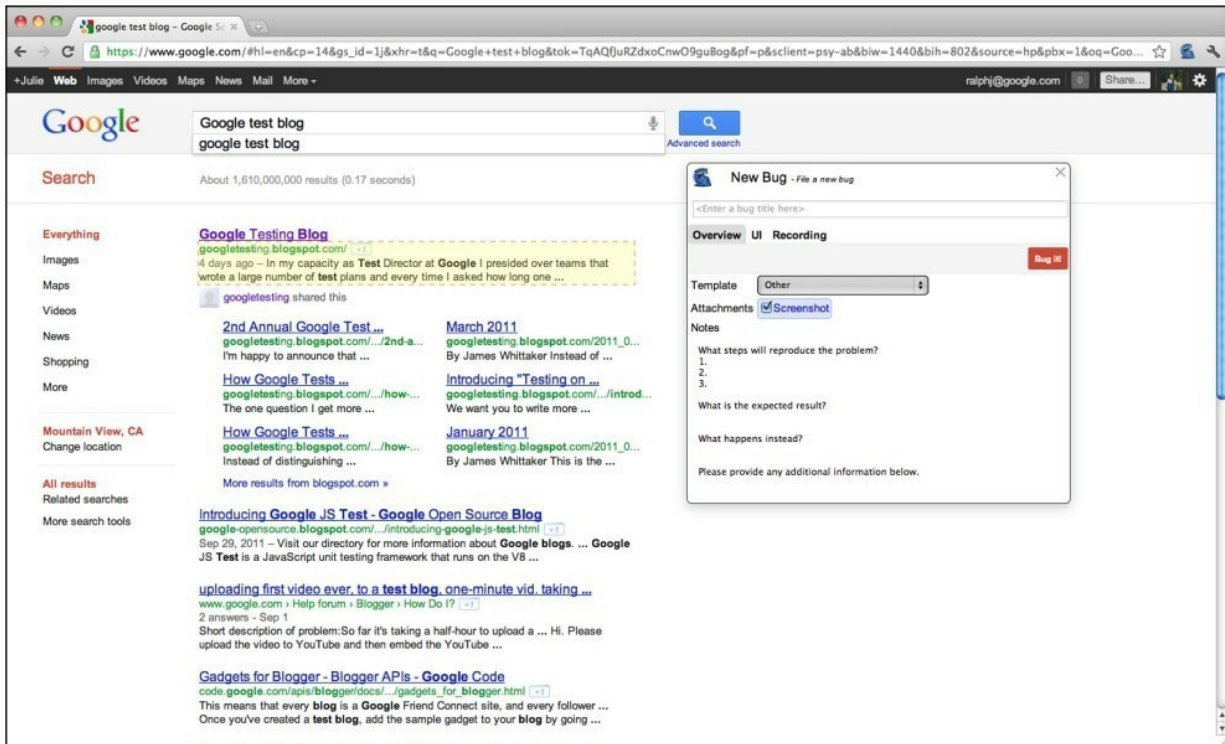 google test blog – Google Se
https://www.google.com/#hl=en&cp=14&gs_id=1j&xhr=t&q=Google+test+blog&tok=TqAQfJuRZdxoCnwO9guBog&pf=p&sclient=psy-ab&biw=1440&bih=802&source=hp&pbx=1&oq=Goo...
+Julie Web Images Videos Maps News Mail More
ralphj@google.com 0 Share...
Google
Google test blog
google test blog
Advanced search
Search
About 1,610,000,000 results (0.17 seconds)
Everything
Images
Maps
Videos
News
Shopping
More
Mountain View, CA
Change location
All results
Related searches
More search tools
Google Testing Blog
googletesting.blogspot.com/ +1
4 days ago – In my capacity as Test Director at Google I presided over teams that
wrote a large number of test plans and every time I asked how long one ...
googletesting shared this
2nd Annual Google Test ...
googletesting.blogspot.com/.../2nd-a...
I'm happy to announce that ...
March 2011
googletesting.blogspot.com/2011_0...
By James Whittaker Instead of ...
How Google Tests ...
googletesting.blogspot.com/.../how-...
The one question I get more ...
Introducing "Testing on ...
googletesting.blogspot.com/.../introd...
We want you to write more ...
How Google Tests ...
googletesting.blogspot.com/.../how-...
Instead of distinguishing ...
January 2011
googletesting.blogspot.com/2011_0...
By James Whittaker This is the ...
More results from blogspot.com »
Introducing Google JS Test - Google Open Source Blog
google-opensource.blogspot.com/.../introducing-google-js-test.html +1
Sep 29, 2011 – Visit our directory for more information about Google blogs. ... Google
JS Test is a JavaScript unit testing framework that runs on the V8 ...
uploading first video ever, to a test blog, one-minute vid. taking ...
www.google.com › Help forum › Blogger › How Do I? +1
2 answers - Sep 1
Short description of problem:So far it's taking a half-hour to upload a ... Hi. Please
upload the video to YouTube and then embed the YouTube ...
Gadgets for Blogger - Blogger APIs - Google Code
code.google.com/apis/blogger/docs/.../gadgets_for_blogger.html +1
This means that every blog is a Google Friend Connect site, and every follower ...
Once you've created a test blog, add the sample gadget to your blog by going ...
New Bug - File a new bug
<Enter a bug title here>
Overview UI Recording
Bug it!
Template Other
Attachments Screenshot
Notes
What steps will reproduce the problem?
1.
2.
3.
What is the expected result?
What happens instead?
Please provide any additional information below.